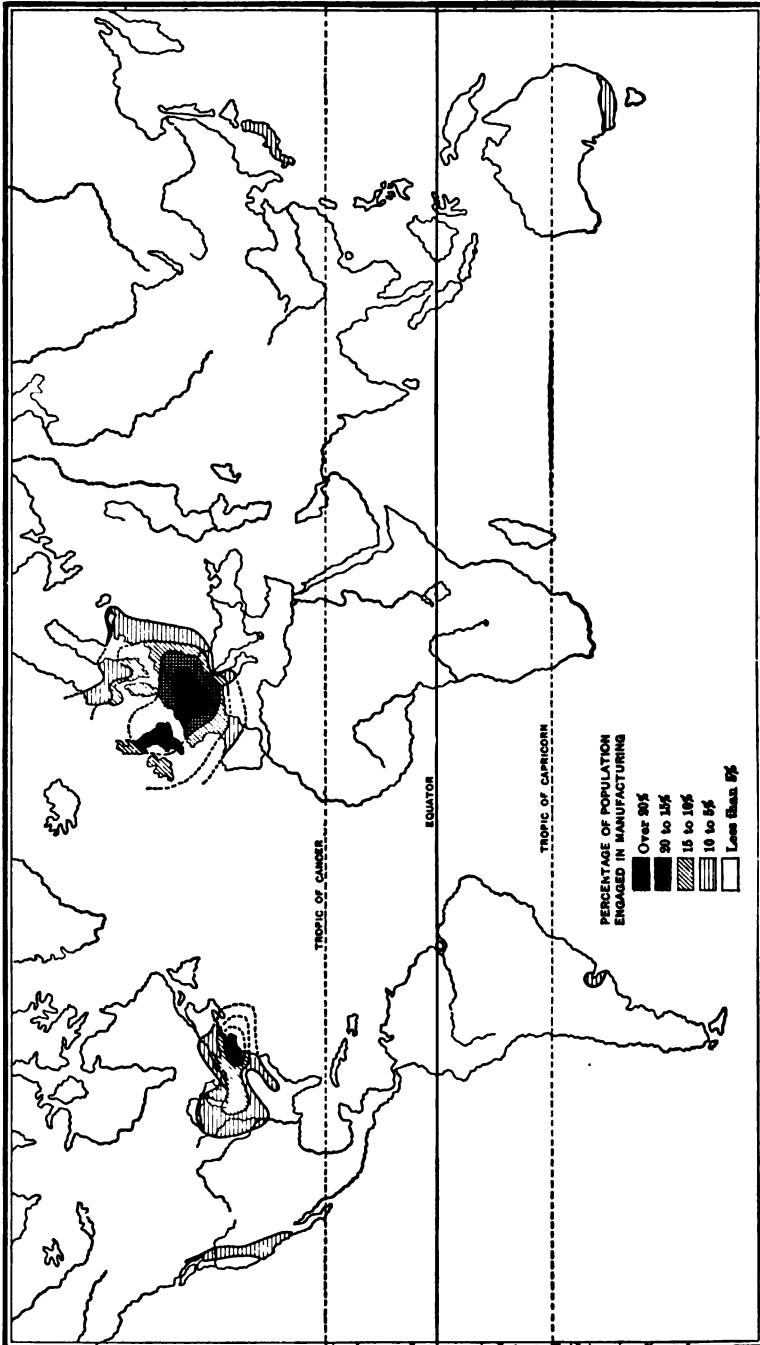 TROPIC OF CANCER
EQUATOR
TROPIC OF CAPRICORN
PERCENTAGE OF POPULATION
ENGAGED IN MANUFACTURING
Over 20%
20 to 15%
15 to 10%
10 to 5%
Less than 5%